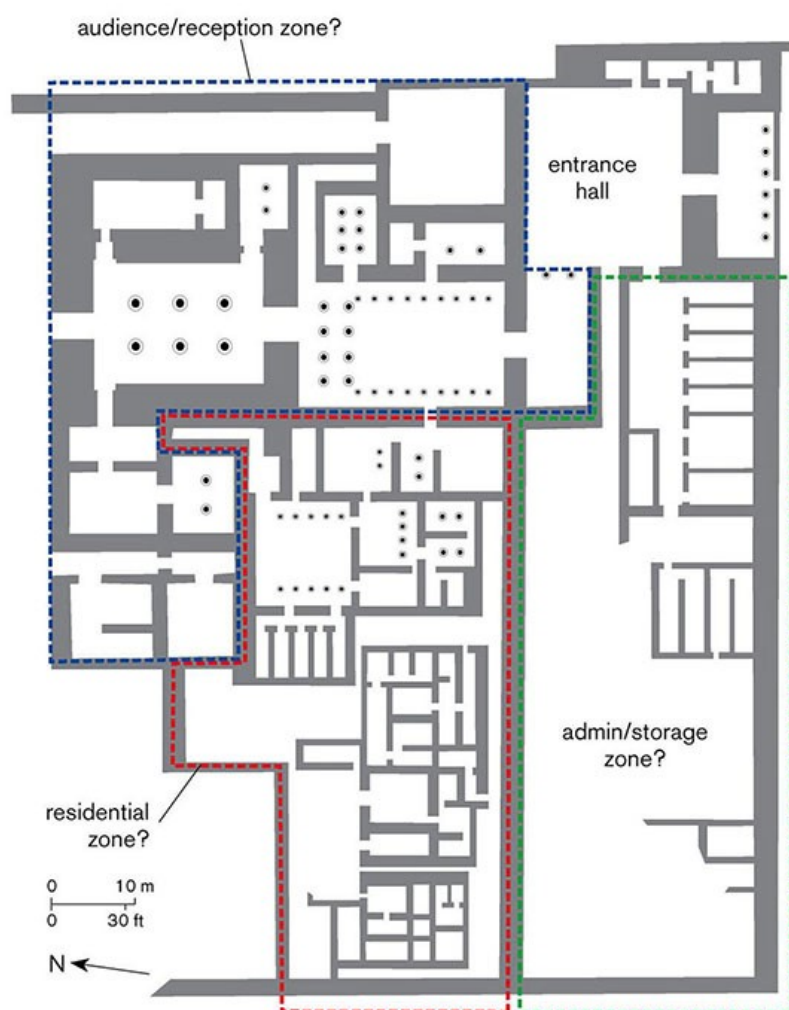 audience/reception zone?
entrance
hall
admin/storage
zone?
residential
zone?
0 10 m
0 30 ft
N